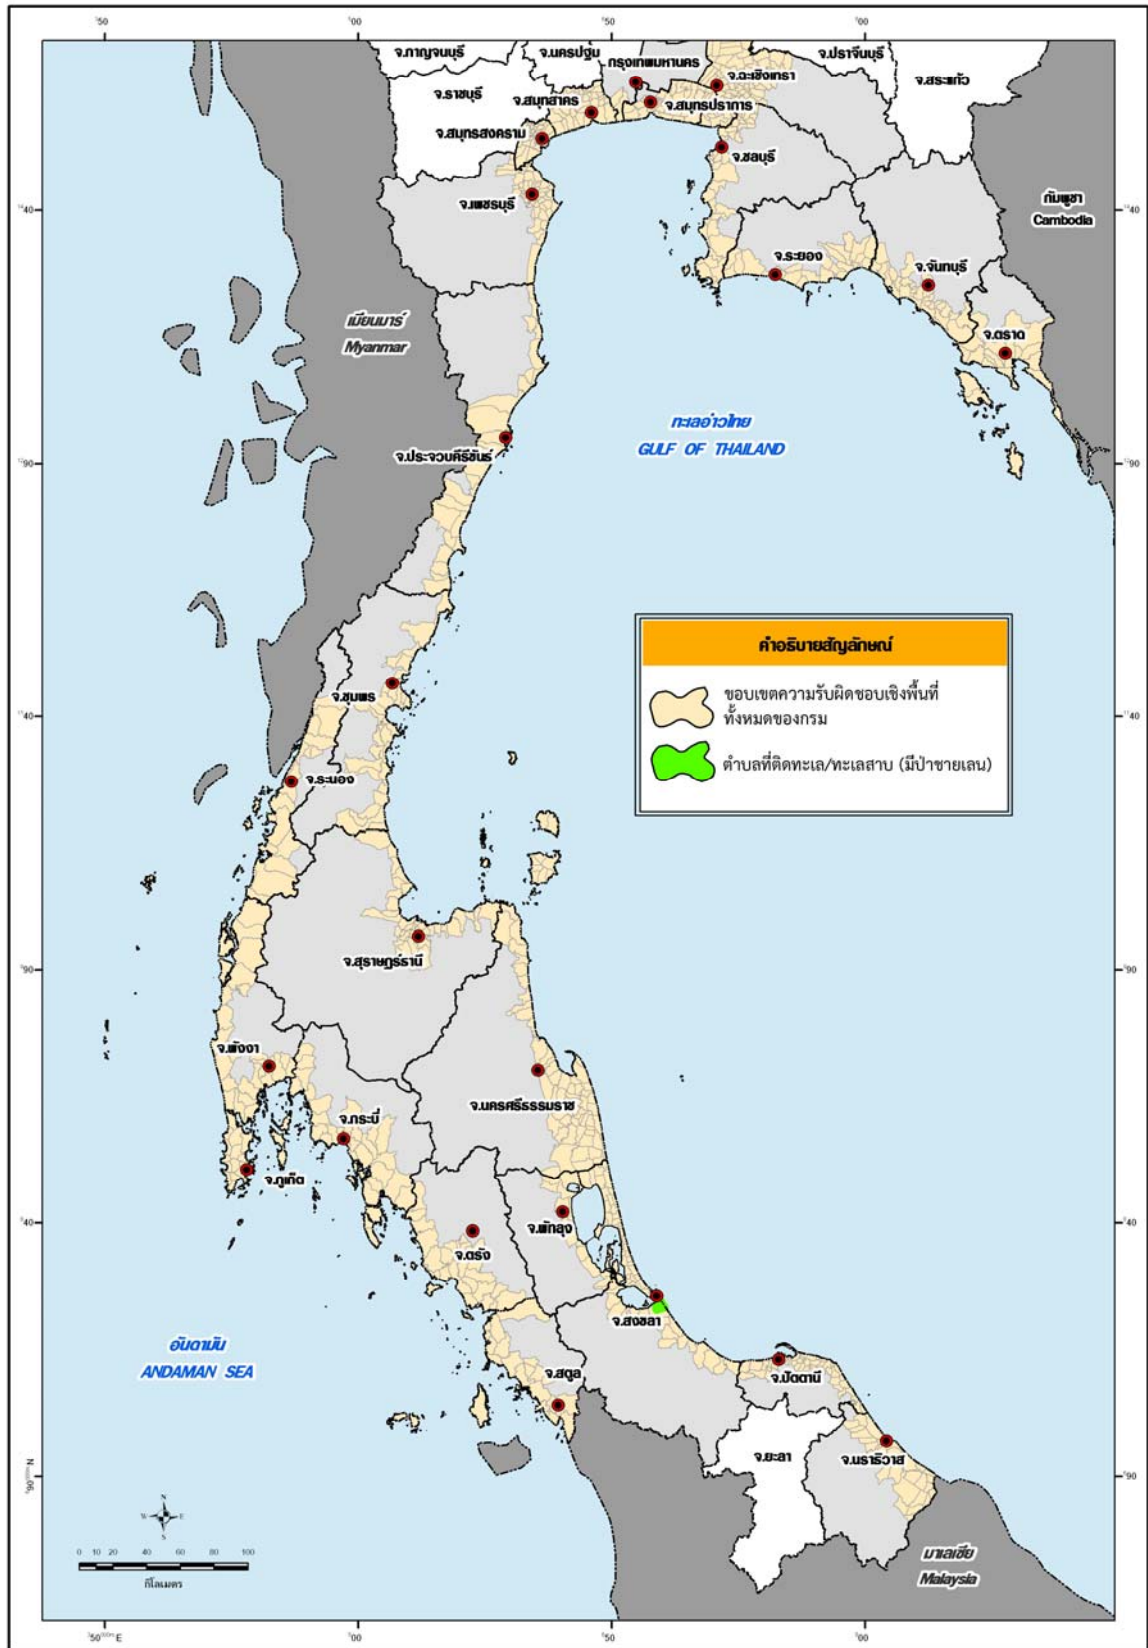 จ.กาญจนบุรี
จ.นครปฐม
กรุงเทพมหานคร
จ.ปราจีนบุรี
จ.ฉะเชิงเทรา
จ.สระแก้ว
จ.ราชบุรี
จ.สมุทสาคร
จ.สมุทรปราการ
จ.สมุทรสงคราม
จ.ชลบุรี
จ.เพชรบุรี
กัมพูชา
Cambodia
จ.ระยอง
จ.จันทบุรี
จ.ตราด
เมียนมาร์
Myanmar
ทะเลอ่าวไทย
GULF OF THAILAND
จ.ประจวบคีรีขันธ์
คำอธิบายสัญลักษณ์
ขอบเขตความรับผิดชอบเชิงพื้นที่
ทั้งหมดของกรม
ตำบลที่ติดทะเล/ทะเลสาบ (มีป่าชายเลน)
จ.ชุมพร
จ.ระนอง
จ.สุราษฎร์ธานี
จ.พังงา
จ.นครศรีธรรมราช
จ.กระบี่
จ.ภูเก็ต
จ.พัทลุง
จ.ตรัง
จ.สงขลา
อันดามัน
ANDAMAN SEA
จ.สตูล
จ.ปัตตานี
จ.ยะลา
จ.นราธิวาส
N
W E
S
0 10 20 40 60 80 100
กิโลเมตร
มาเลเซีย
Malaysia